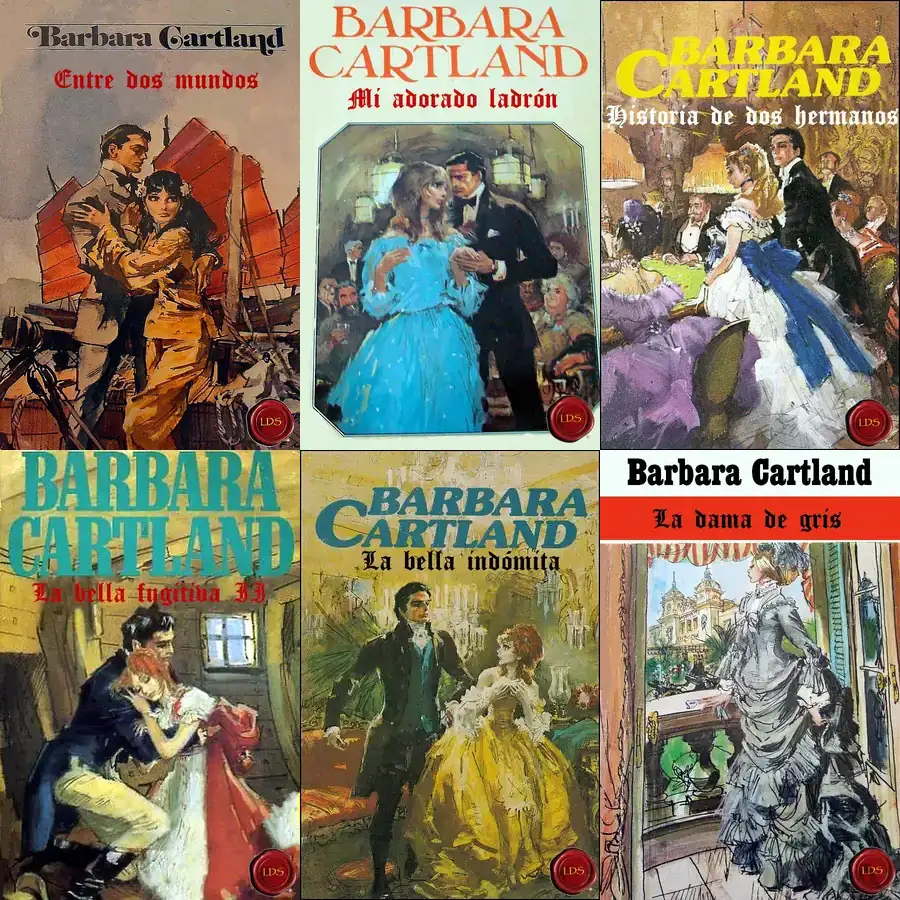 Barbara Cartland
Entre dos mundos
LDS
BARBARA
CARTLAND
Mi adorado ladrón
LDS
BARBARA
CARTLAND
Historia de dos hermanos
LDS
BARBARA
CARTLAND
La bella fugitiva II
LDS
BARBARA
CARTLAND
La bella indómita
LDS
Barbara Cartland
La dama de gris
LDS